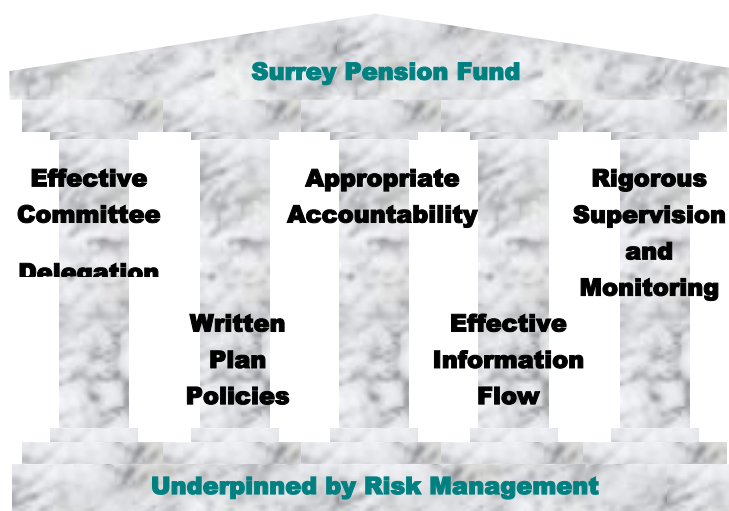 Surrey Pension Fund
Effective
Committee
Delegation
Written
Plan
Policies
Appropriate
Accountability
Effective
Information
Flow
Rigorous
Supervision
and
Monitoring
Underpinned by Risk Management